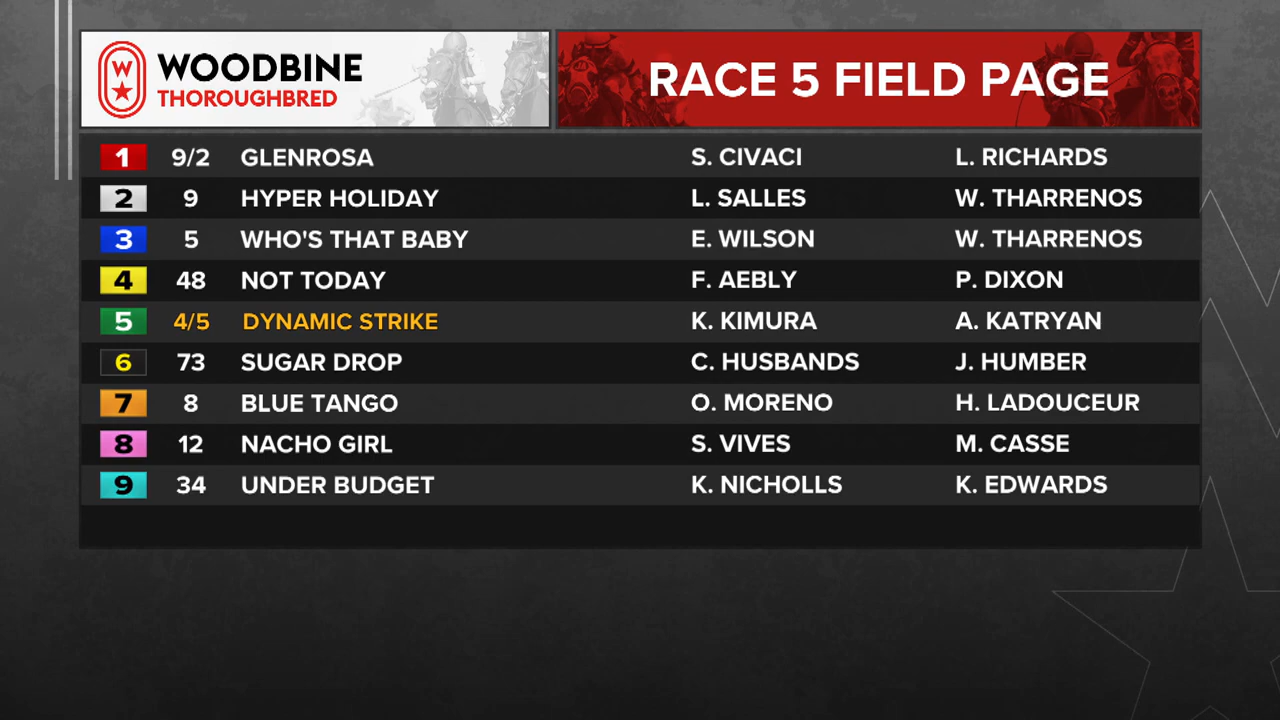 W
WOODBINE
THOROUGHBRED
RACE 5 FIELD PAGE
1 9/2 GLENROSA S. CIVACI L. RICHARDS
2 9 HYPER HOLIDAY L. SALLES W. THARRENOS
3 5 WHO'S THAT BABY E. WILSON W. THARRENOS
4 48 NOT TODAY F. AEBLY P. DIXON
5 4/5 DYNAMIC STRIKE K. KIMURA A. KATRYAN
6 73 SUGAR DROP C. HUSBANDS J. HUMBER
7 8 BLUE TANGO O. MORENO H. LADOUCEUR
8 12 NACHO GIRL S. VIVES M. CASSE
9 34 UNDER BUDGET K. NICHOLLS K. EDWARDS